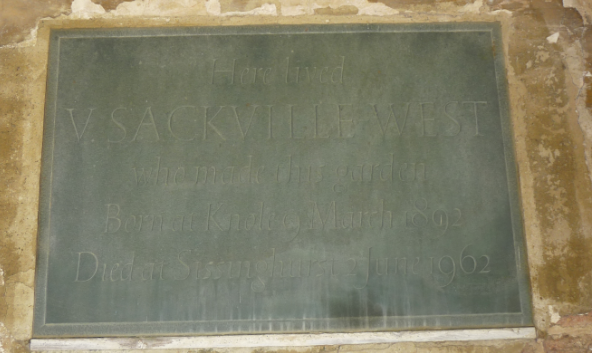 Here lived
V. SACKVILLE-WEST
who made this garden
Born at Knole 9 March 1892
Died at Sissinghurst 2 June 1962